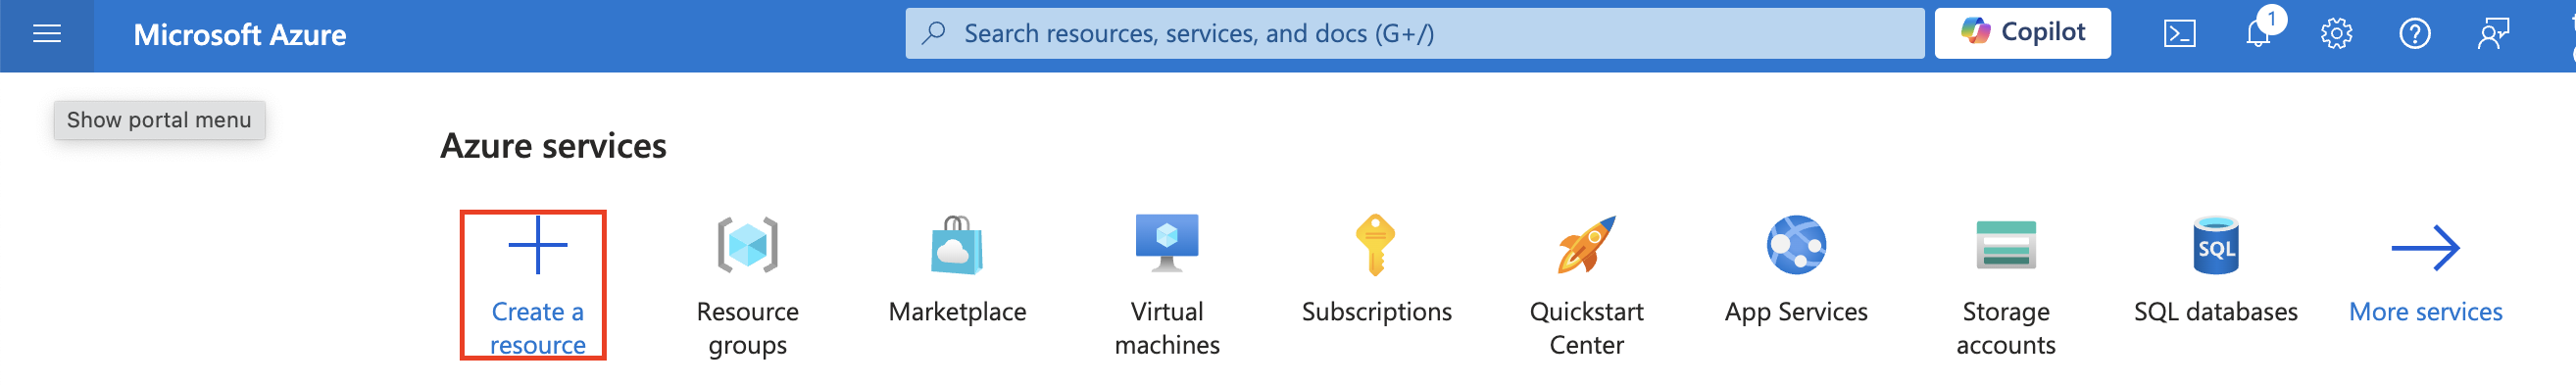 Microsoft Azure
Search resources, services, and docs (G+/)
Copilot
1
Show portal menu
Azure services
Create a
resource
Resource
groups
Marketplace
Virtual
machines
Subscriptions
Quickstart
Center
App Services
Storage
accounts
SQL
SQL databases
More services